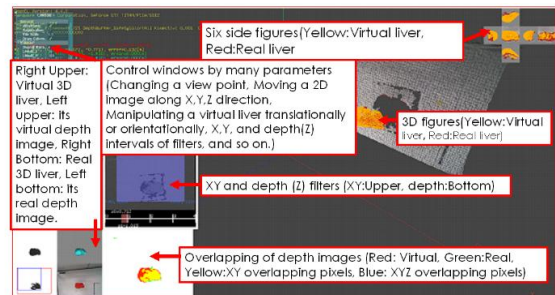 Six side figures(Yellow:Virtual liver,
Red:Real liver)
Right Upper:
Virtual 3D
liver, Left
upper: its
virtual depth
image, Right
Bottom: Real
3D liver, Left
bottom: its
real depth
image.
Control windows by many parameters
(Changing a view point, Moving a 2D
image along X,Y,Z direction,
Manipulating a virtual liver translationally
or orientationally, X,Y, and depth(Z)
intervals of filters, and so on.)
3D figures(Yellow:Virtual
liver, Red:Real liver)
XY and depth (Z) filters (XY:Upper, depth:Bottom)
Overlapping of depth images (Red: Virtual, Green:Real,
Yellow:XY overlapping pixels, Blue: XYZ overlapping pixels)